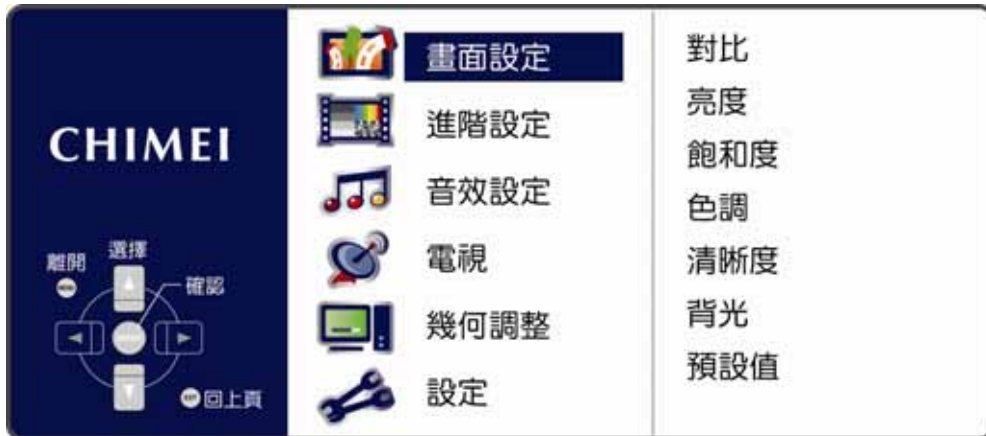 CHIMEI
離開
選擇
確認
回上頁
畫面設定
進階設定
音效設定
電視
幾何調整
設定
對比
亮度
飽和度
色調
清晰度
背光
預設值